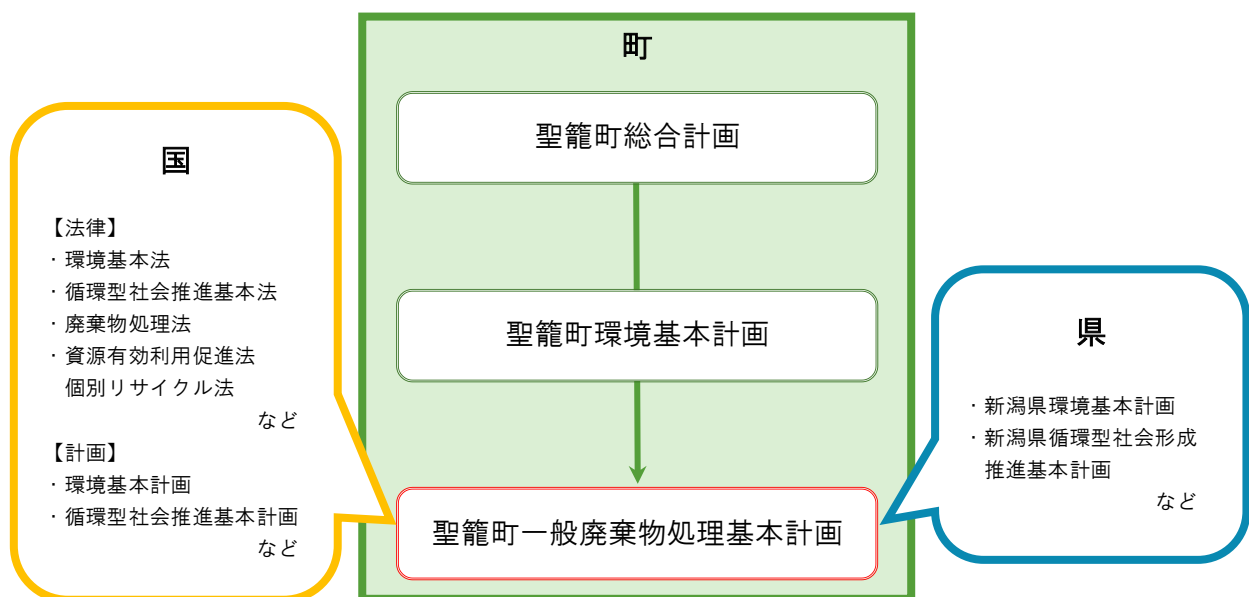 町
聖籠町総合計画
聖籠町環境基本計画
聖籠町一般廃棄物処理基本計画
国
【法律】
・環境基本法
・循環型社会推進基本法
・廃棄物処理法
・資源有効利用促進法
個別リサイクル法
など
【計画】
・環境基本計画
・循環型社会推進基本計画
など
県
・新潟県環境基本計画
・新潟県循環型社会形成
推進基本計画
など